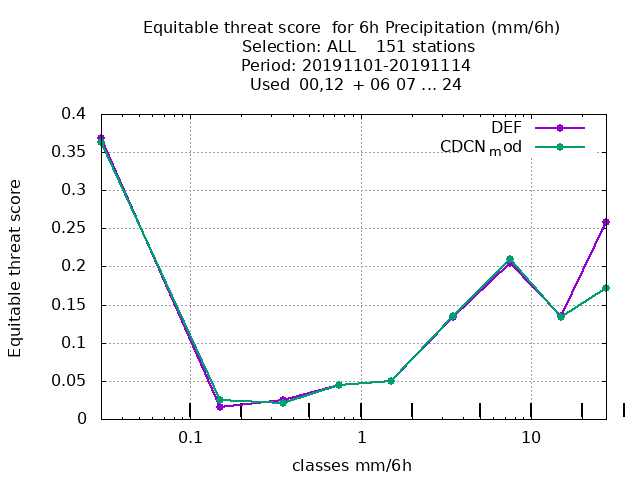 Equitable threat score  for 6h Precipitation (mm/6h)
Selection: ALL    151 stations
Period: 20191101-20191114
Used  00,12  + 06 07 ... 24
DEF
CDCN_mod
Equitable threat score
0.4
0.35
0.3
0.25
0.2
0.15
0.1
0.05
0
0.1
1
10
classes mm/6h